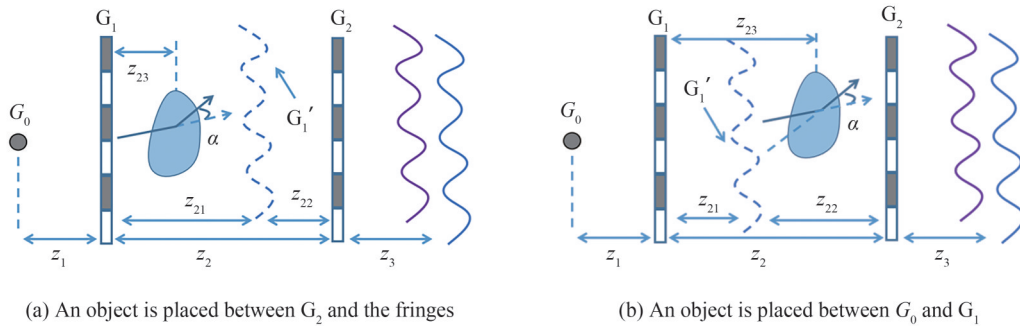 G₁
G₂
z₂₃
G₀
α
G₁′
z₂₁
z₂₂
z₁
z₂
z₃
(a) An object is placed between G₂ and the fringes
G₁
G₂
z₂₃
G₁′
G₀
α
z₂₁
z₂₂
z₁
z₂
z₃
(b) An object is placed between G₀ and G₁